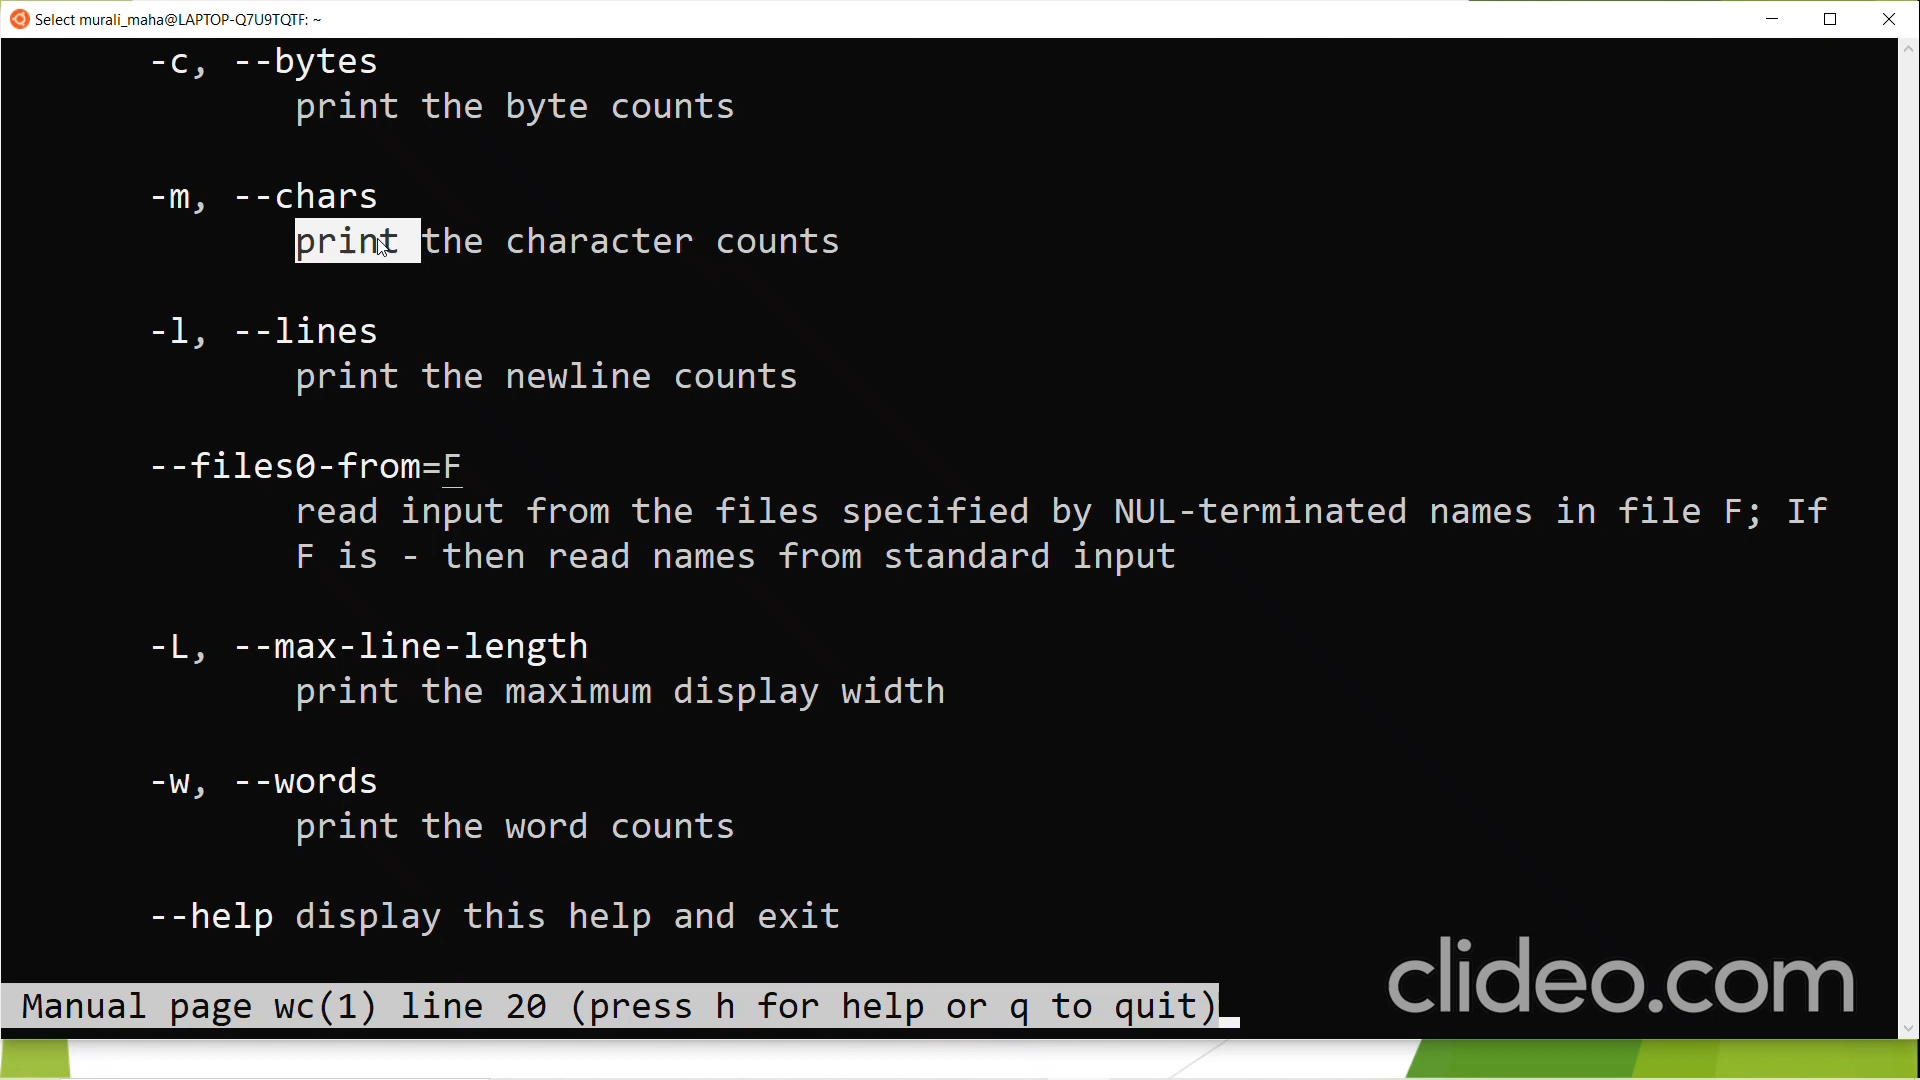 Select murali_maha@LAPTOP-Q7U9TQTF: ~
-c, --bytes
print the byte counts
-m, --chars
print the character counts
-l, --lines
print the newline counts
--files0-from=F
read input from the files specified by NUL-terminated names in file F; If
F is - then read names from standard input
-L, --max-line-length
print the maximum display width
-w, --words
print the word counts
--help display this help and exit
Manual page wc(1) line 20 (press h for help or q to quit)
clideo.com